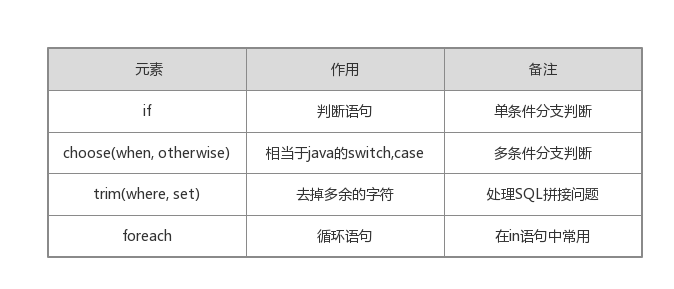 元素 作用 备注
if 判断语句 单条件分支判断
choose(when, otherwise) 相当于java的switch,case 多条件分支判断
trim(where, set) 去掉多余的字符 处理SQL拼接问题
foreach 循环语句 在in语句中常用